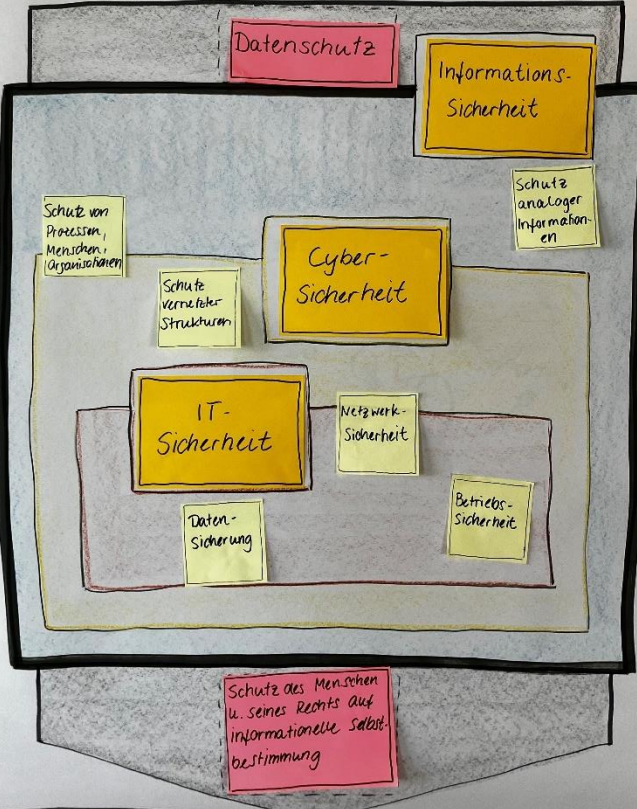 Datenschutz
Informations-
Sicherheit
Schutz von
Prozessen,
Menschen,
Organisationen
Schutz
analoger
Information-
en
Cyber-
Sicherheit
Schutz
vernetzter
Strukturen
IT-
Sicherheit
Netzwerk-
Sicherheit
Daten-
sicherung
Betriebs-
sicherheit
Schutz des Menschen
u. seines Rechts auf
informationelle Selbst-
bestimmung